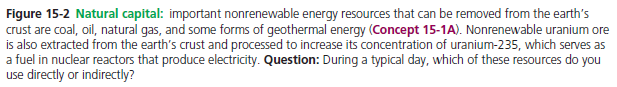 Figure 15-2 Natural capital: important nonrenewable energy resources that can be removed from the earth's
crust are coal, oil, natural gas, and some forms of geothermal energy (Concept 15-1A). Nonrenewable uranium ore
is also extracted from the earth's crust and processed to increase its concentration of uranium-235, which serves as
a fuel in nuclear reactors that produce electricity. Question: During a typical day, which of these resources do you
use directly or indirectly?